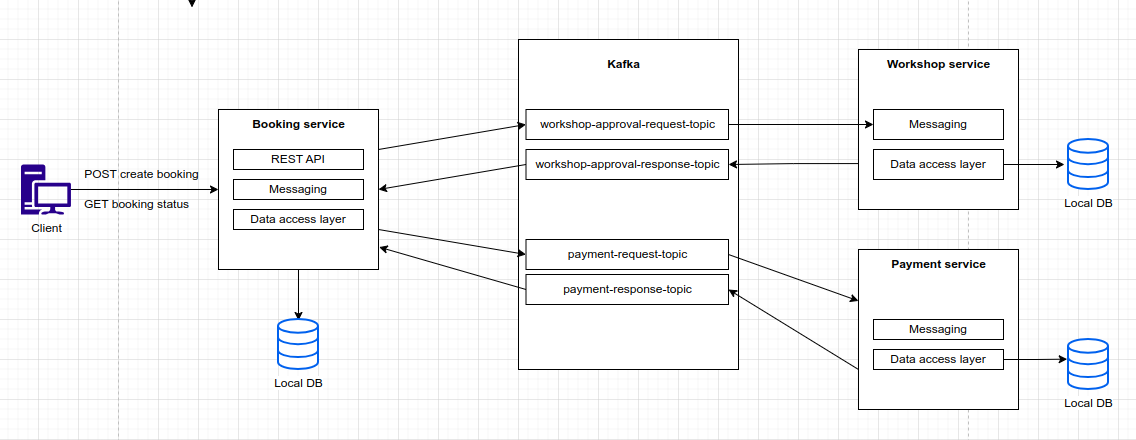 Kafka
Workshop service
Booking service
workshop-approval-request-topic
Messaging
REST API
workshop-approval-response-topic
Data access layer
POST create booking
Messaging
GET booking status
Local DB
Data access layer
Client
payment-request-topic
Payment service
payment-response-topic
Messaging
Data access layer
Local DB
Local DB